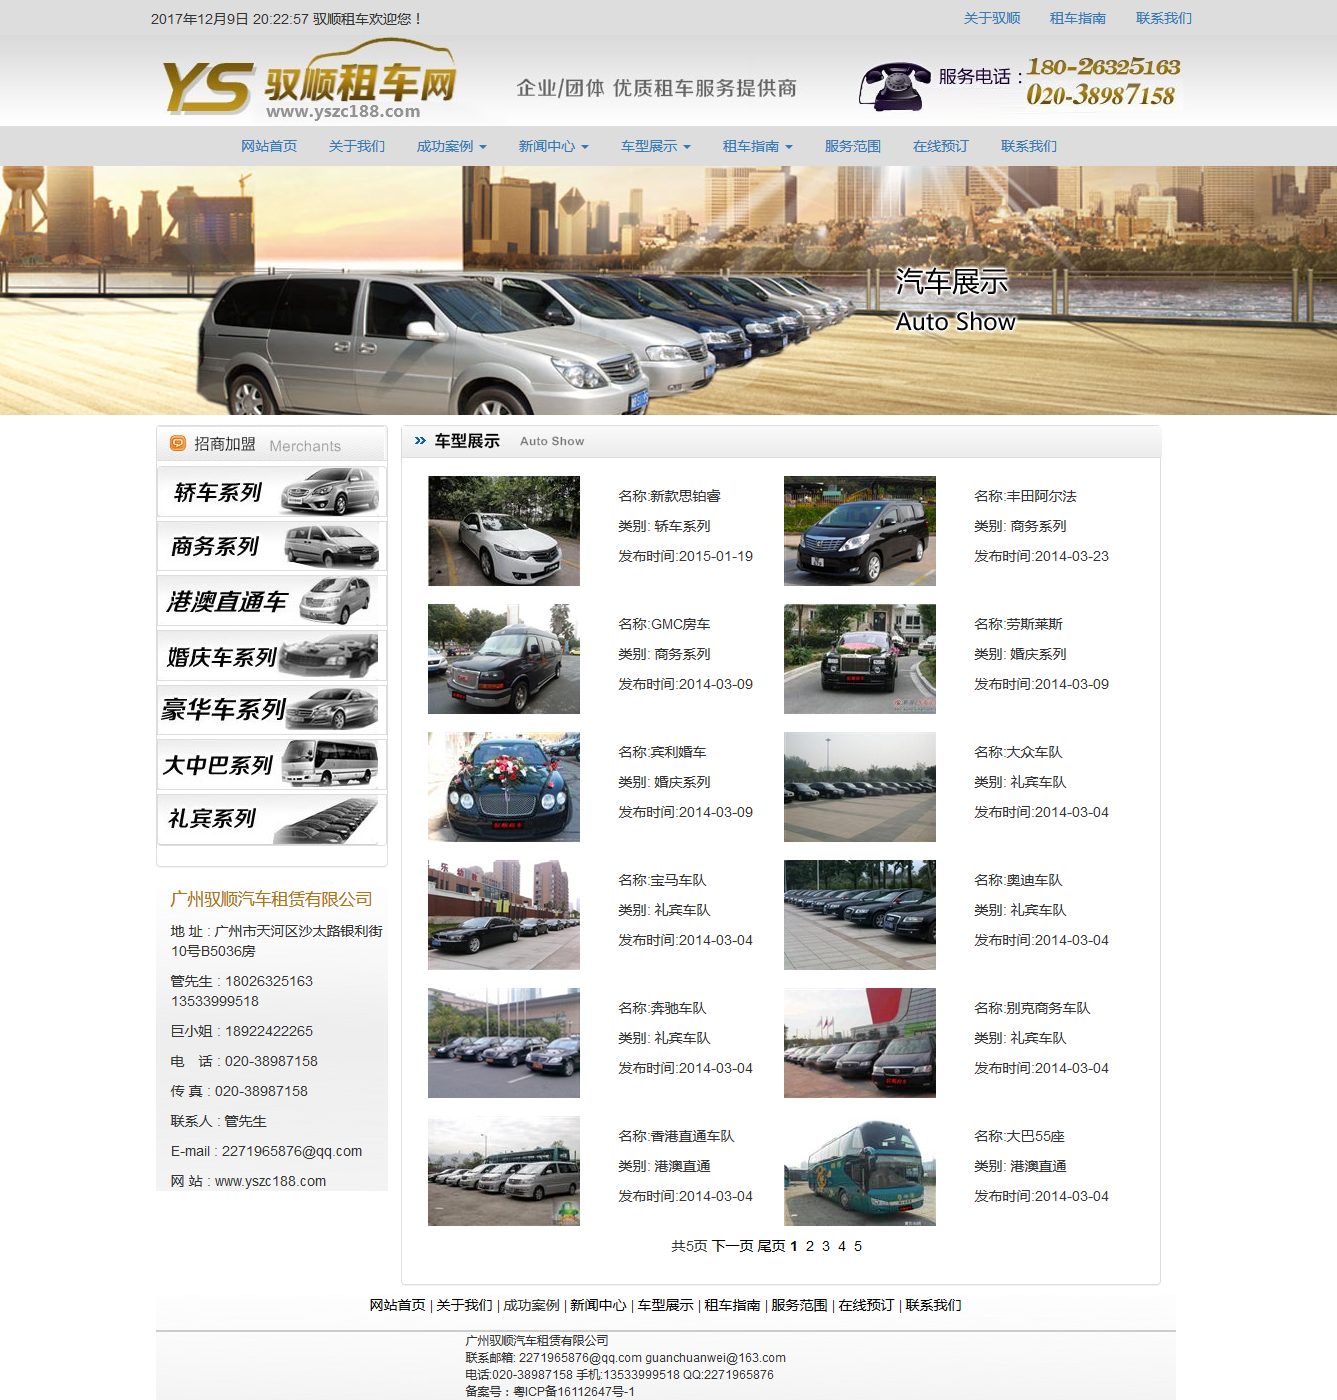 2017年12月9日 20:22:57 驭顺租车欢迎您！
关于驭顺 租车指南 联系我们
YS 驭顺租车网
www.yszc188.com
企业/团体 优质租车服务提供商
服务电话：180-26325163
020-38987158
网站首页 关于我们 成功案例 新闻中心 车型展示 租车指南 服务范围 在线预订 联系我们
汽车展示
Auto Show
招商加盟 Merchants
轿车系列
商务系列
港澳直通车
婚庆车系列
豪华车系列
大中巴系列
礼宾系列
广州驭顺汽车租赁有限公司
地 址 : 广州市天河区沙太路银利街
10号B5036房
管先生 : 18026325163
13533999518
巨小姐 : 18922422265
电 话 : 020-38987158
传 真 : 020-38987158
联系人 : 管先生
E-mail : 2271965876@qq.com
网 站 : www.yszc188.com
车型展示 Auto Show
名称:新款思铂睿
类别: 轿车系列
发布时间:2015-01-19
名称:丰田阿尔法
类别: 商务系列
发布时间:2014-03-23
名称:GMC房车
类别: 商务系列
发布时间:2014-03-09
名称:劳斯莱斯
类别: 婚庆系列
发布时间:2014-03-09
名称:宾利婚车
类别: 婚庆系列
发布时间:2014-03-09
名称:大众车队
类别: 礼宾车队
发布时间:2014-03-04
名称:宝马车队
类别: 礼宾车队
发布时间:2014-03-04
名称:奥迪车队
类别: 礼宾车队
发布时间:2014-03-04
名称:奔驰车队
类别: 礼宾车队
发布时间:2014-03-04
名称:别克商务车队
类别: 礼宾车队
发布时间:2014-03-04
名称:香港直通车队
类别: 港澳直通
发布时间:2014-03-04
名称:大巴55座
类别: 港澳直通
发布时间:2014-03-04
共5页 下一页 尾页 1 2 3 4 5
网站首页 | 关于我们 | 成功案例 | 新闻中心 | 车型展示 | 租车指南 | 服务范围 | 在线预订 | 联系我们
广州驭顺汽车租赁有限公司
联系邮箱: 2271965876@qq.com guanchuanwei@163.com
电话:020-38987158 手机:13533999518 QQ:2271965876
备案号：粤ICP备16112647号-1